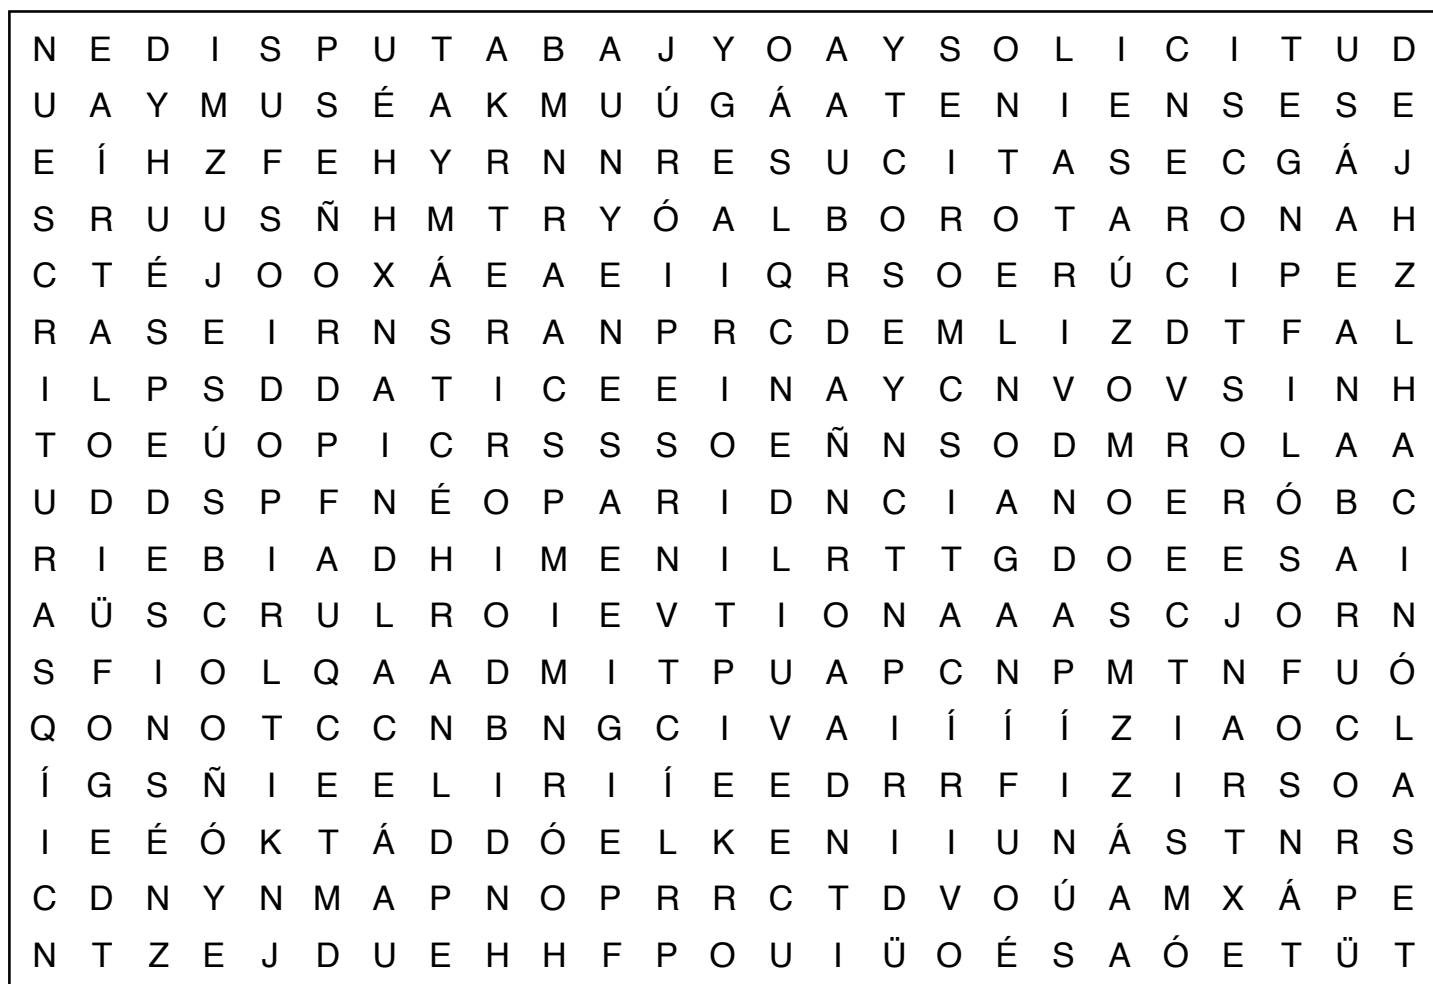 N E D I S P U T A B A J Y O A Y S O L I C I T U D
U A Y M U S É A K M U Ú G Á A T E N I E N S E S E
E Í H Z F E H Y R N N R E S U C I T A S E C G Á J
S R U U S Ñ H M T R Y Ó A L B O R O T A R O N A H
C T É J O O X Á E A E I I Q R S O E R Ú C I P E Z
R A S E I R N S R A N P R C D E M L I Z D T F A L
I L P S D D A T I C E E I N A Y C N V O V S I N H
T O E Ú O P I C R S S S O E Ñ N S O D M R O L A A
U D D S P F N É O P A R I D N C I A N O E R Ó B C
R I E B I A D H I M E N I L R T T G D O E E S A I
A Ü S C R U L R O I E V T I O N A A A S C J O R N
S F I O L Q A A D M I T P U A P C N P M T N F U Ó
Q O N O T C C N B N G C I V A I Í Í Í Z I A O C L
Í G S Ñ I E E L I R I Í E E D R R F I Z I R S O A
I E É Ó K T Á D D Ó E L K E N I I U N Á S T N R S
C D N Y N M A P N O P R R C T D V O Ú A M X Á P E
N T Z E J D U E H H F P O U I Ü O É S A Ó E T Ü T